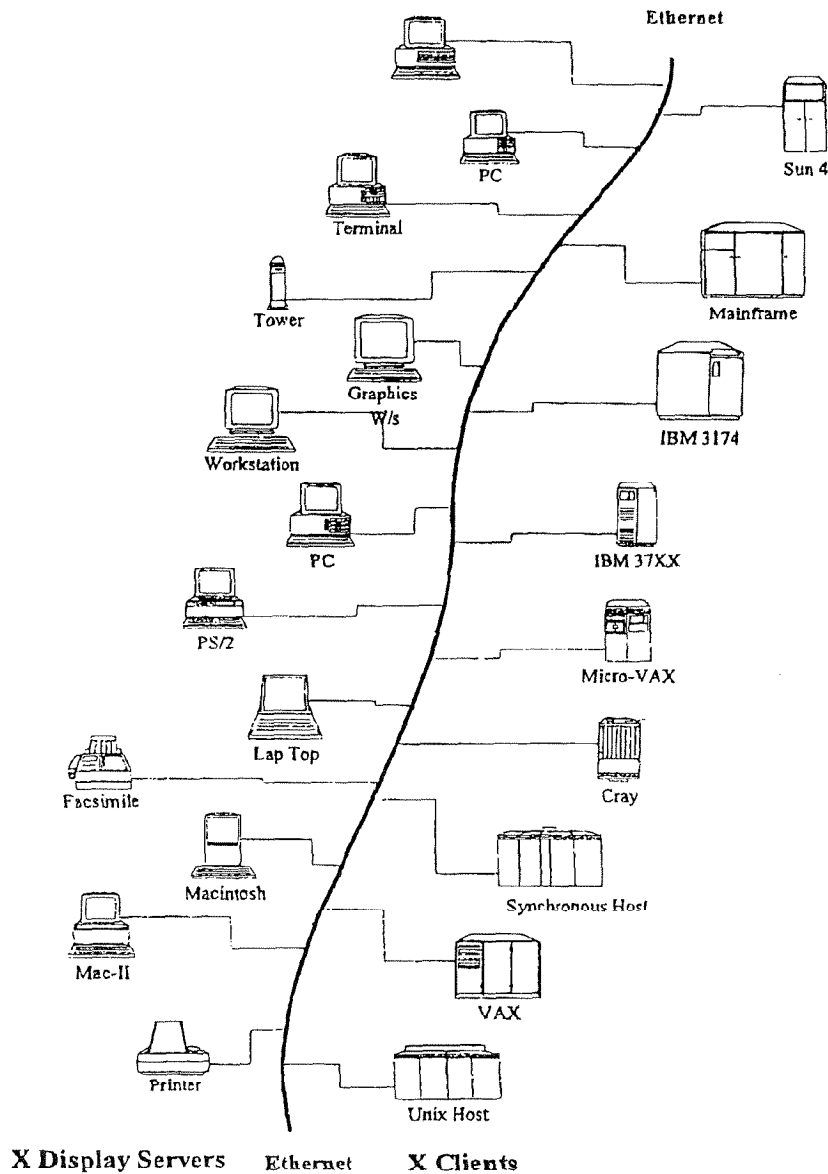 Ethernet
Sun 4
PC
Terminal
Mainframe
Tower
Graphics
W/s
IBM 3174
Workstation
IBM 37XX
PC
PS/2
Micro-VAX
Lap Top
Cray
Facsimile
Macintosh
Synchronous Host
Mac-II
VAX
Printer
Unix Host
X Display Servers Ethernet X Clients